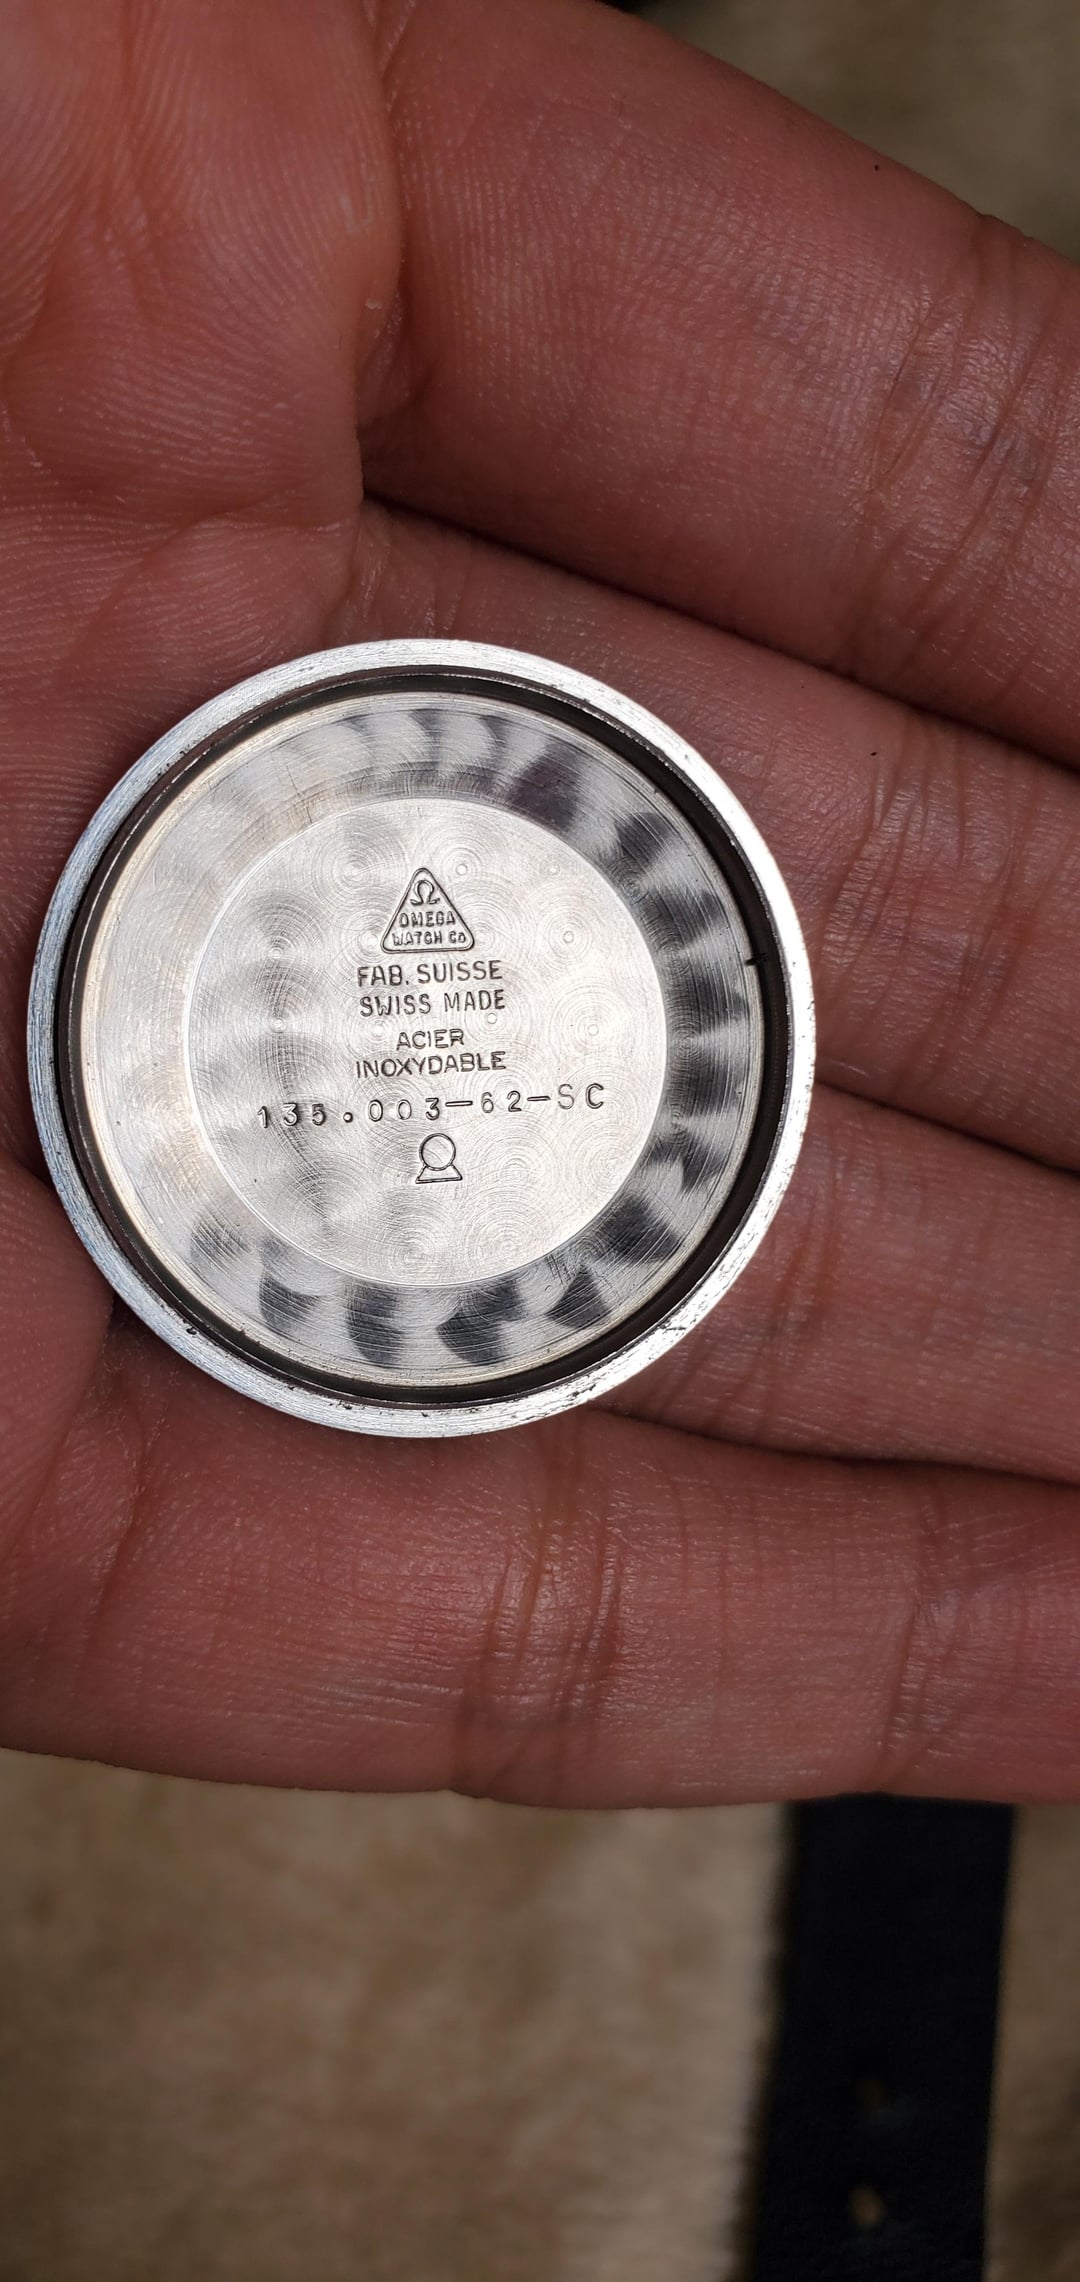 Ω
OMEGA
WATCH CO
FAB. SUISSE
SWISS MADE
ACIER
INOXYDABLE
135.003-62-SC